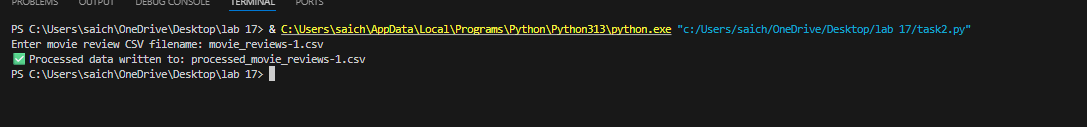 PROBLEMS OUTPUT DEBUG CONSOLE TERMINAL PORTS
PS C:\Users\saich\OneDrive\Desktop\lab 17> & C:\Users\saich\AppData\Local\Programs\Python\Python313\python.exe "c:/Users/saich/OneDrive/Desktop/lab 17/task2.py"
Enter movie review CSV filename: movie_reviews-1.csv
✅ Processed data written to: processed_movie_reviews-1.csv
PS C:\Users\saich\OneDrive\Desktop\lab 17>